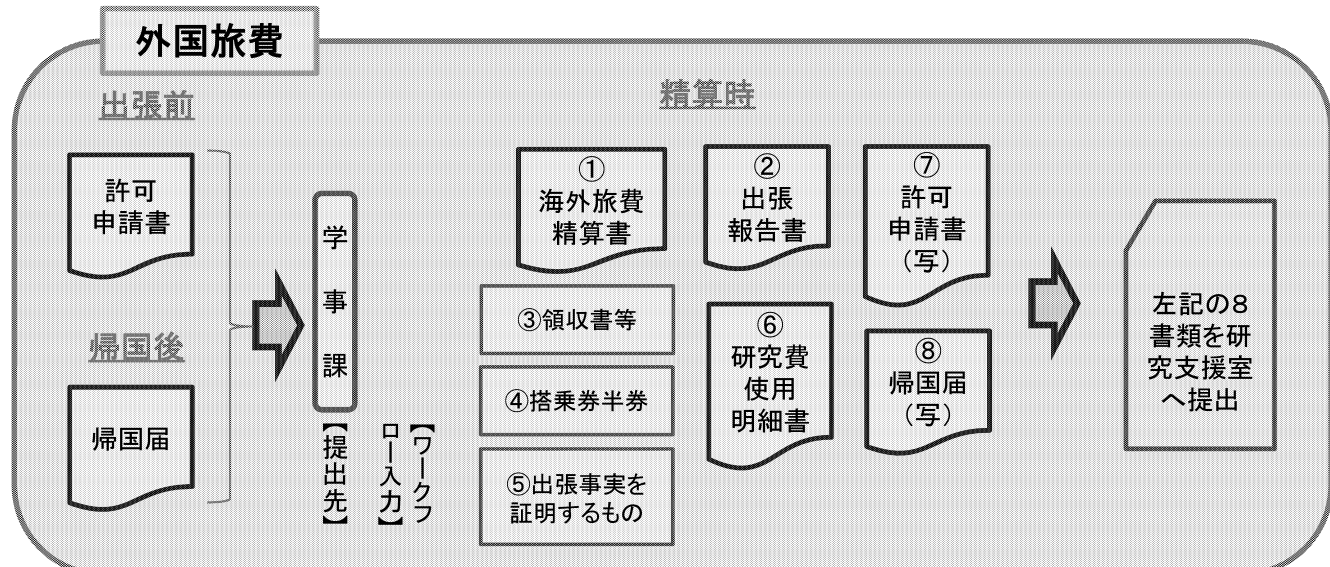 外国旅費
出張前
許可
申請書
帰国後
帰国届
学事課
【提出先】
【ワークフ
ロー入力】
精算時
①
海外旅費
精算書
②
出張
報告書
③領収書等
④搭乗券半券
⑤出張事実を
証明するもの
⑥
研究費
使用
明細書
⑦
許可
申請書
（写）
⑧
帰国届
（写）
左記の８
書類を研
究支援室
へ提出